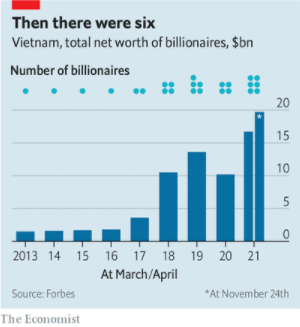 Then there were six
Vietnam, total net worth of billionaires, $bn
Number of billionaires
20
15
10
5
0
*
2013 14 15 16 17 18 19 20 21
At March/April
Source: Forbes *At November 24th
The Economist